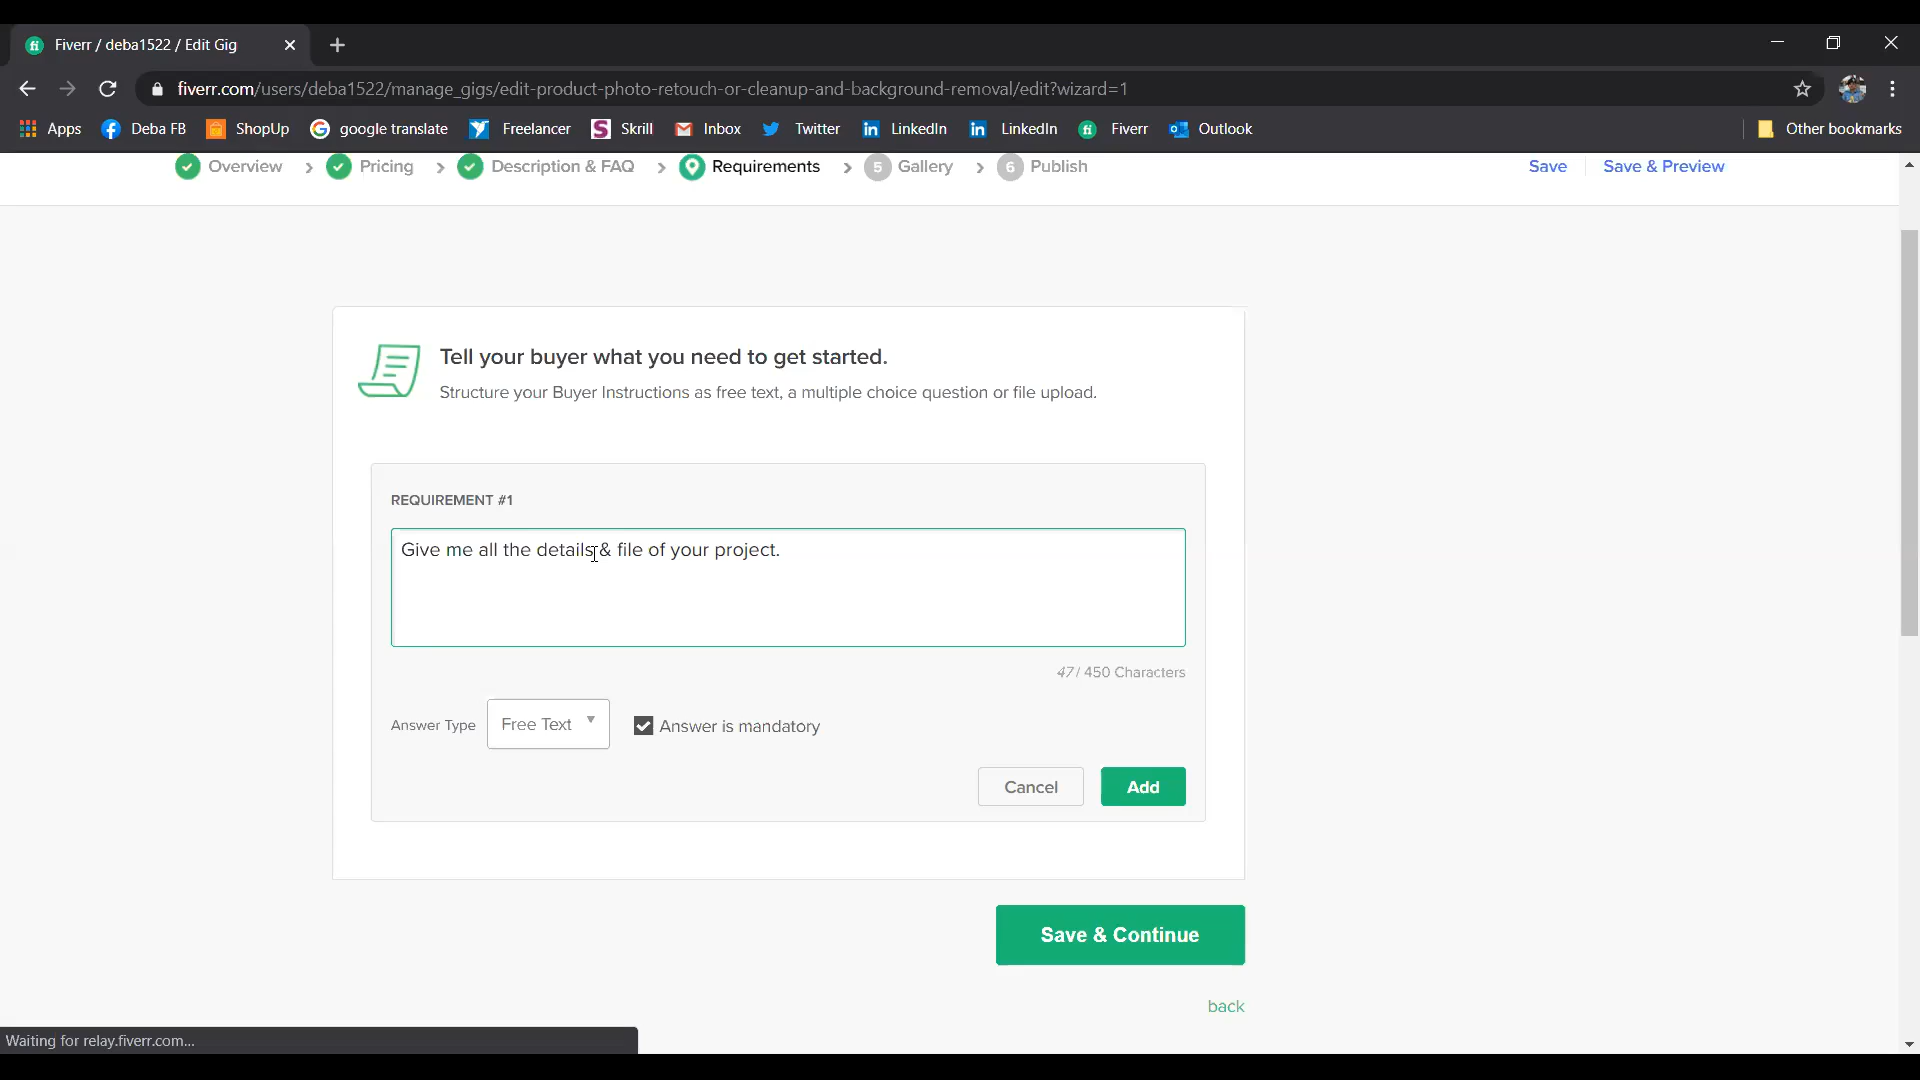 Fiverr / deba1522 / Edit Gig
fiverr.com/users/deba1522/manage_gigs/edit-product-photo-retouch-or-cleanup-and-background-removal/edit?wizard=1
Apps Deba FB ShopUp google translate Freelancer Skrill Inbox Twitter LinkedIn LinkedIn Fiverr Outlook Other bookmarks
Overview Pricing Description & FAQ Requirements 5 Gallery 6 Publish Save Save & Preview
Tell your buyer what you need to get started.
Structure your Buyer Instructions as free text, a multiple choice question or file upload.
REQUIREMENT #1
Give me all the details & file of your project.
47/ 450 Characters
Answer Type Free Text Answer is mandatory
Cancel Add
Save & Continue
back
Waiting for relay.fiverr.com...